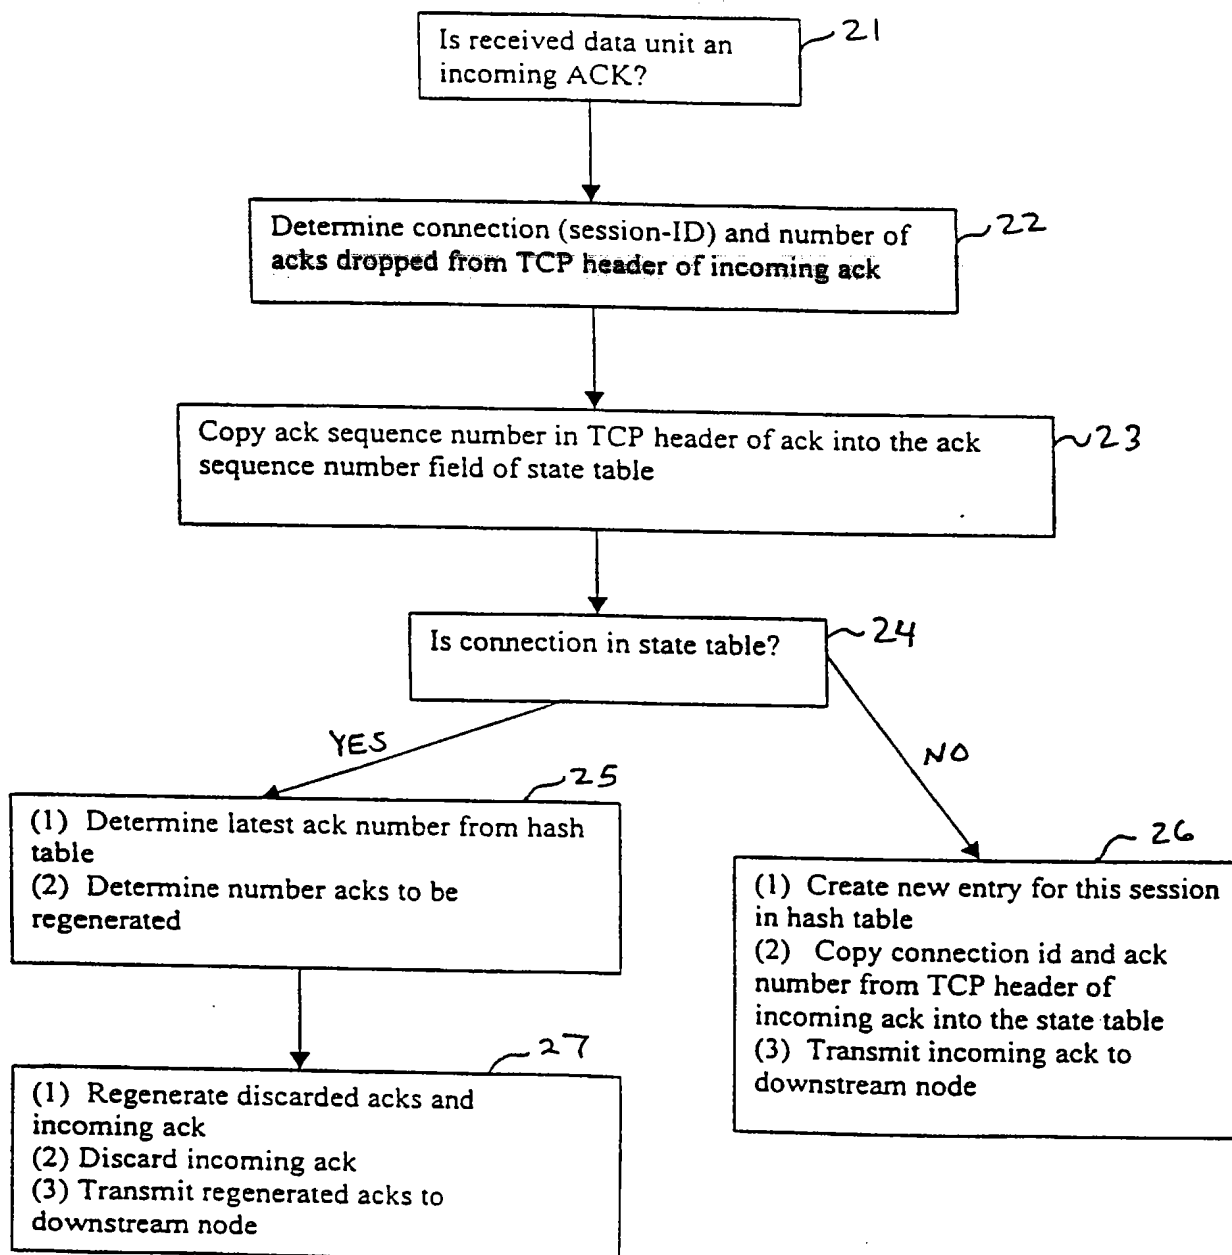 Is received data unit an
incoming ACK?
21
Determine connection (session-ID) and number of
acks dropped from TCP header of incoming ack
22
Copy ack sequence number in TCP header of ack into the ack
sequence number field of state table
23
Is connection in state table?
24
YES
NO
25
(1) Determine latest ack number from hash
table
(2) Determine number acks to be
regenerated
26
(1) Create new entry for this session
in hash table
(2) Copy connection id and ack
number from TCP header of
incoming ack into the state table
(3) Transmit incoming ack to
downstream node
27
(1) Regenerate discarded acks and
incoming ack
(2) Discard incoming ack
(3) Transmit regenerated acks to
downstream node